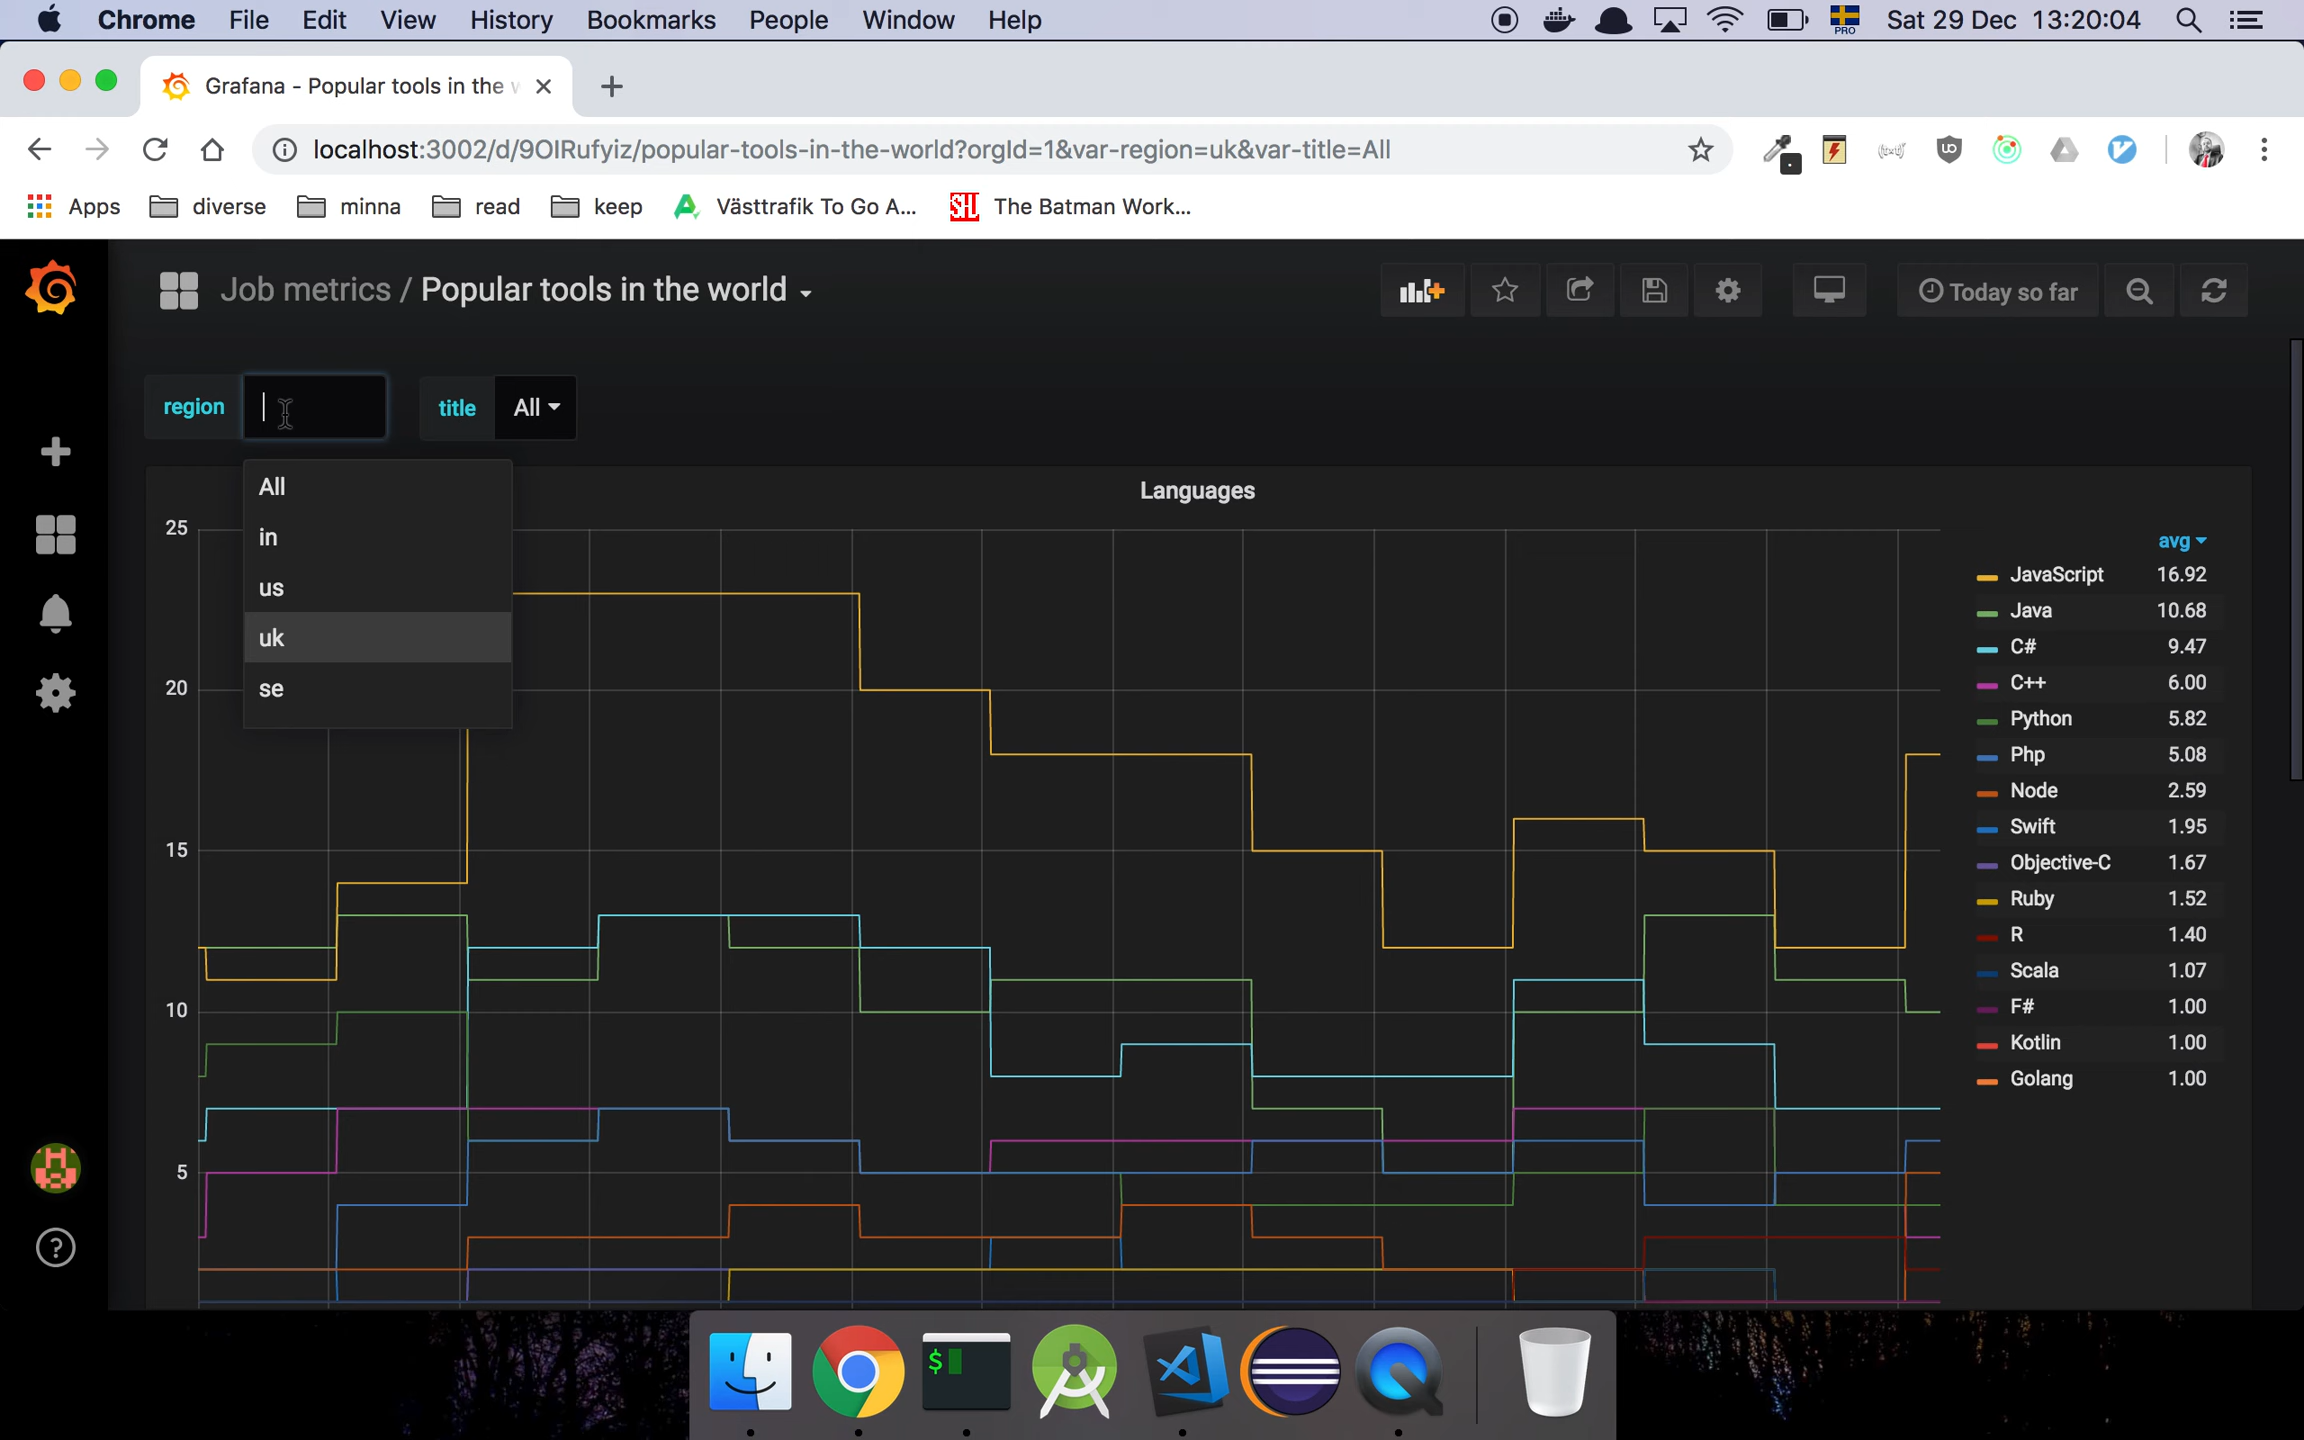 Chrome File Edit View History Bookmarks People Window Help PRO Sat 29 Dec 13:20:04
Grafana - Popular tools in the w
localhost:3002/d/9OIRufyiz/popular-tools-in-the-world?orgId=1&var-region=uk&var-title=All
Apps diverse minna read keep Västtrafik To Go A... SHL The Batman Work...
Job metrics / Popular tools in the world Today so far
region title All
All
in
us
uk
se
Languages
25
20
15
10
5
avg
JavaScript 16.92
Java 10.68
C# 9.47
C++ 6.00
Python 5.82
Php 5.08
Node 2.59
Swift 1.95
Objective-C 1.67
Ruby 1.52
R 1.40
Scala 1.07
F# 1.00
Kotlin 1.00
Golang 1.00
$